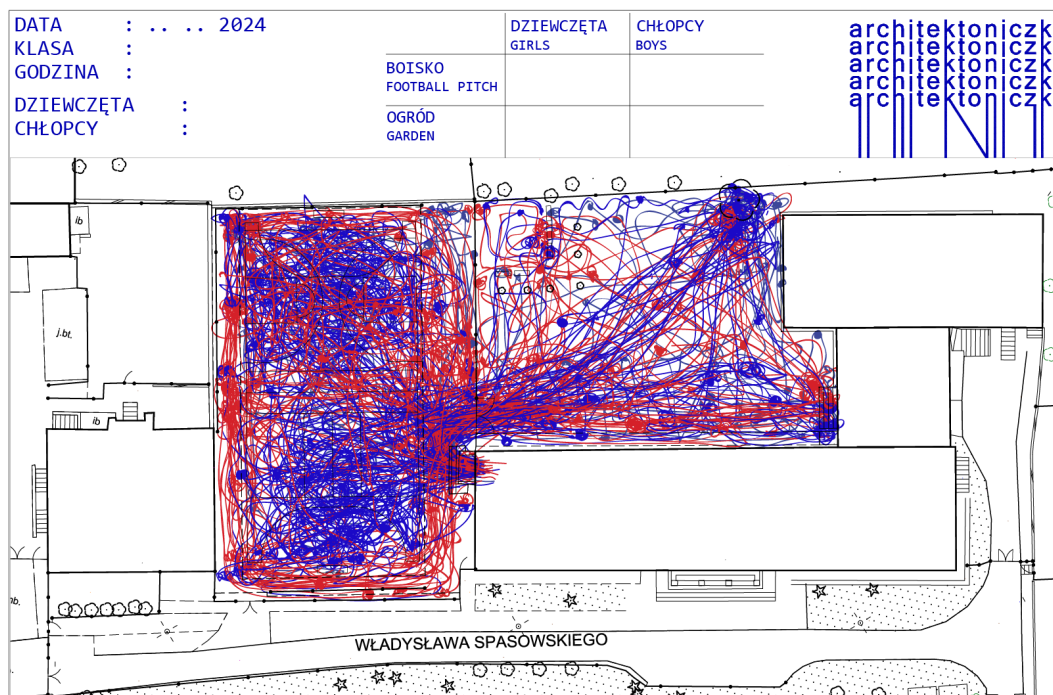 DATA : .. .. 2024
KLASA :
GODZINA :
DZIEWCZĘTA :
CHŁOPCY :
DZIEWCZĘTA
GIRLS
CHŁOPCY
BOYS
BOISKO
FOOTBALL PITCH
OGRÓD
GARDEN
architektoniczk
architektoniczk
architektoniczk
architektoniczk
architektoniczk
ib
j.bt.
ib
WŁADYSŁAWA SPASOWSKIEGO